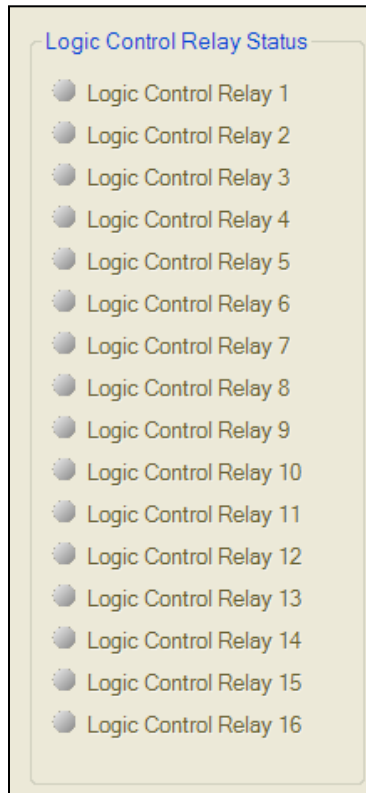 Logic Control Relay Status
Logic Control Relay 1
Logic Control Relay 2
Logic Control Relay 3
Logic Control Relay 4
Logic Control Relay 5
Logic Control Relay 6
Logic Control Relay 7
Logic Control Relay 8
Logic Control Relay 9
Logic Control Relay 10
Logic Control Relay 11
Logic Control Relay 12
Logic Control Relay 13
Logic Control Relay 14
Logic Control Relay 15
Logic Control Relay 16